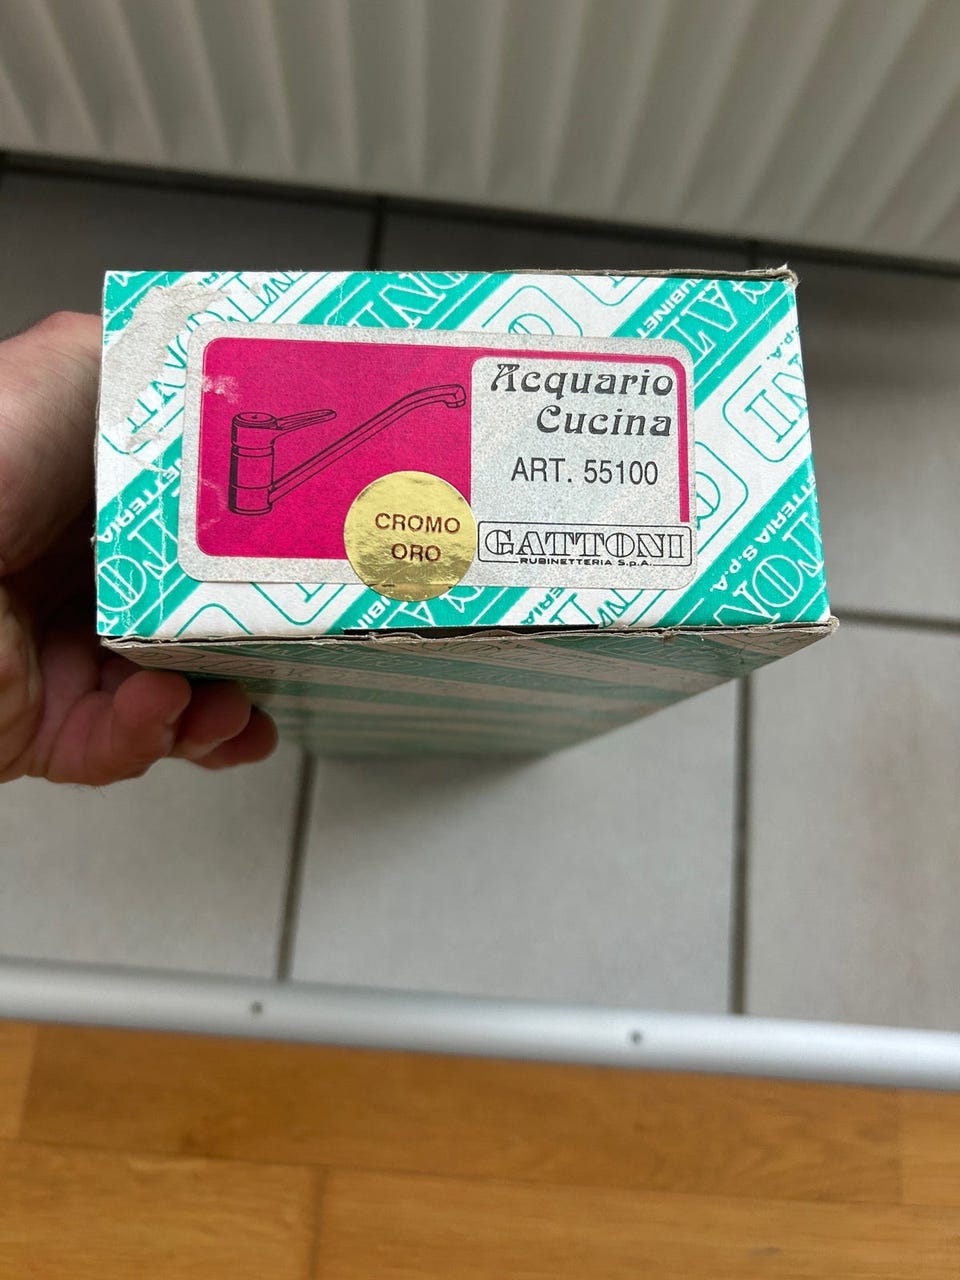 Acquario
Cucina
ART. 55100
CROMO
ORO
GATTONI
RUBINETTERIA S.p.A.